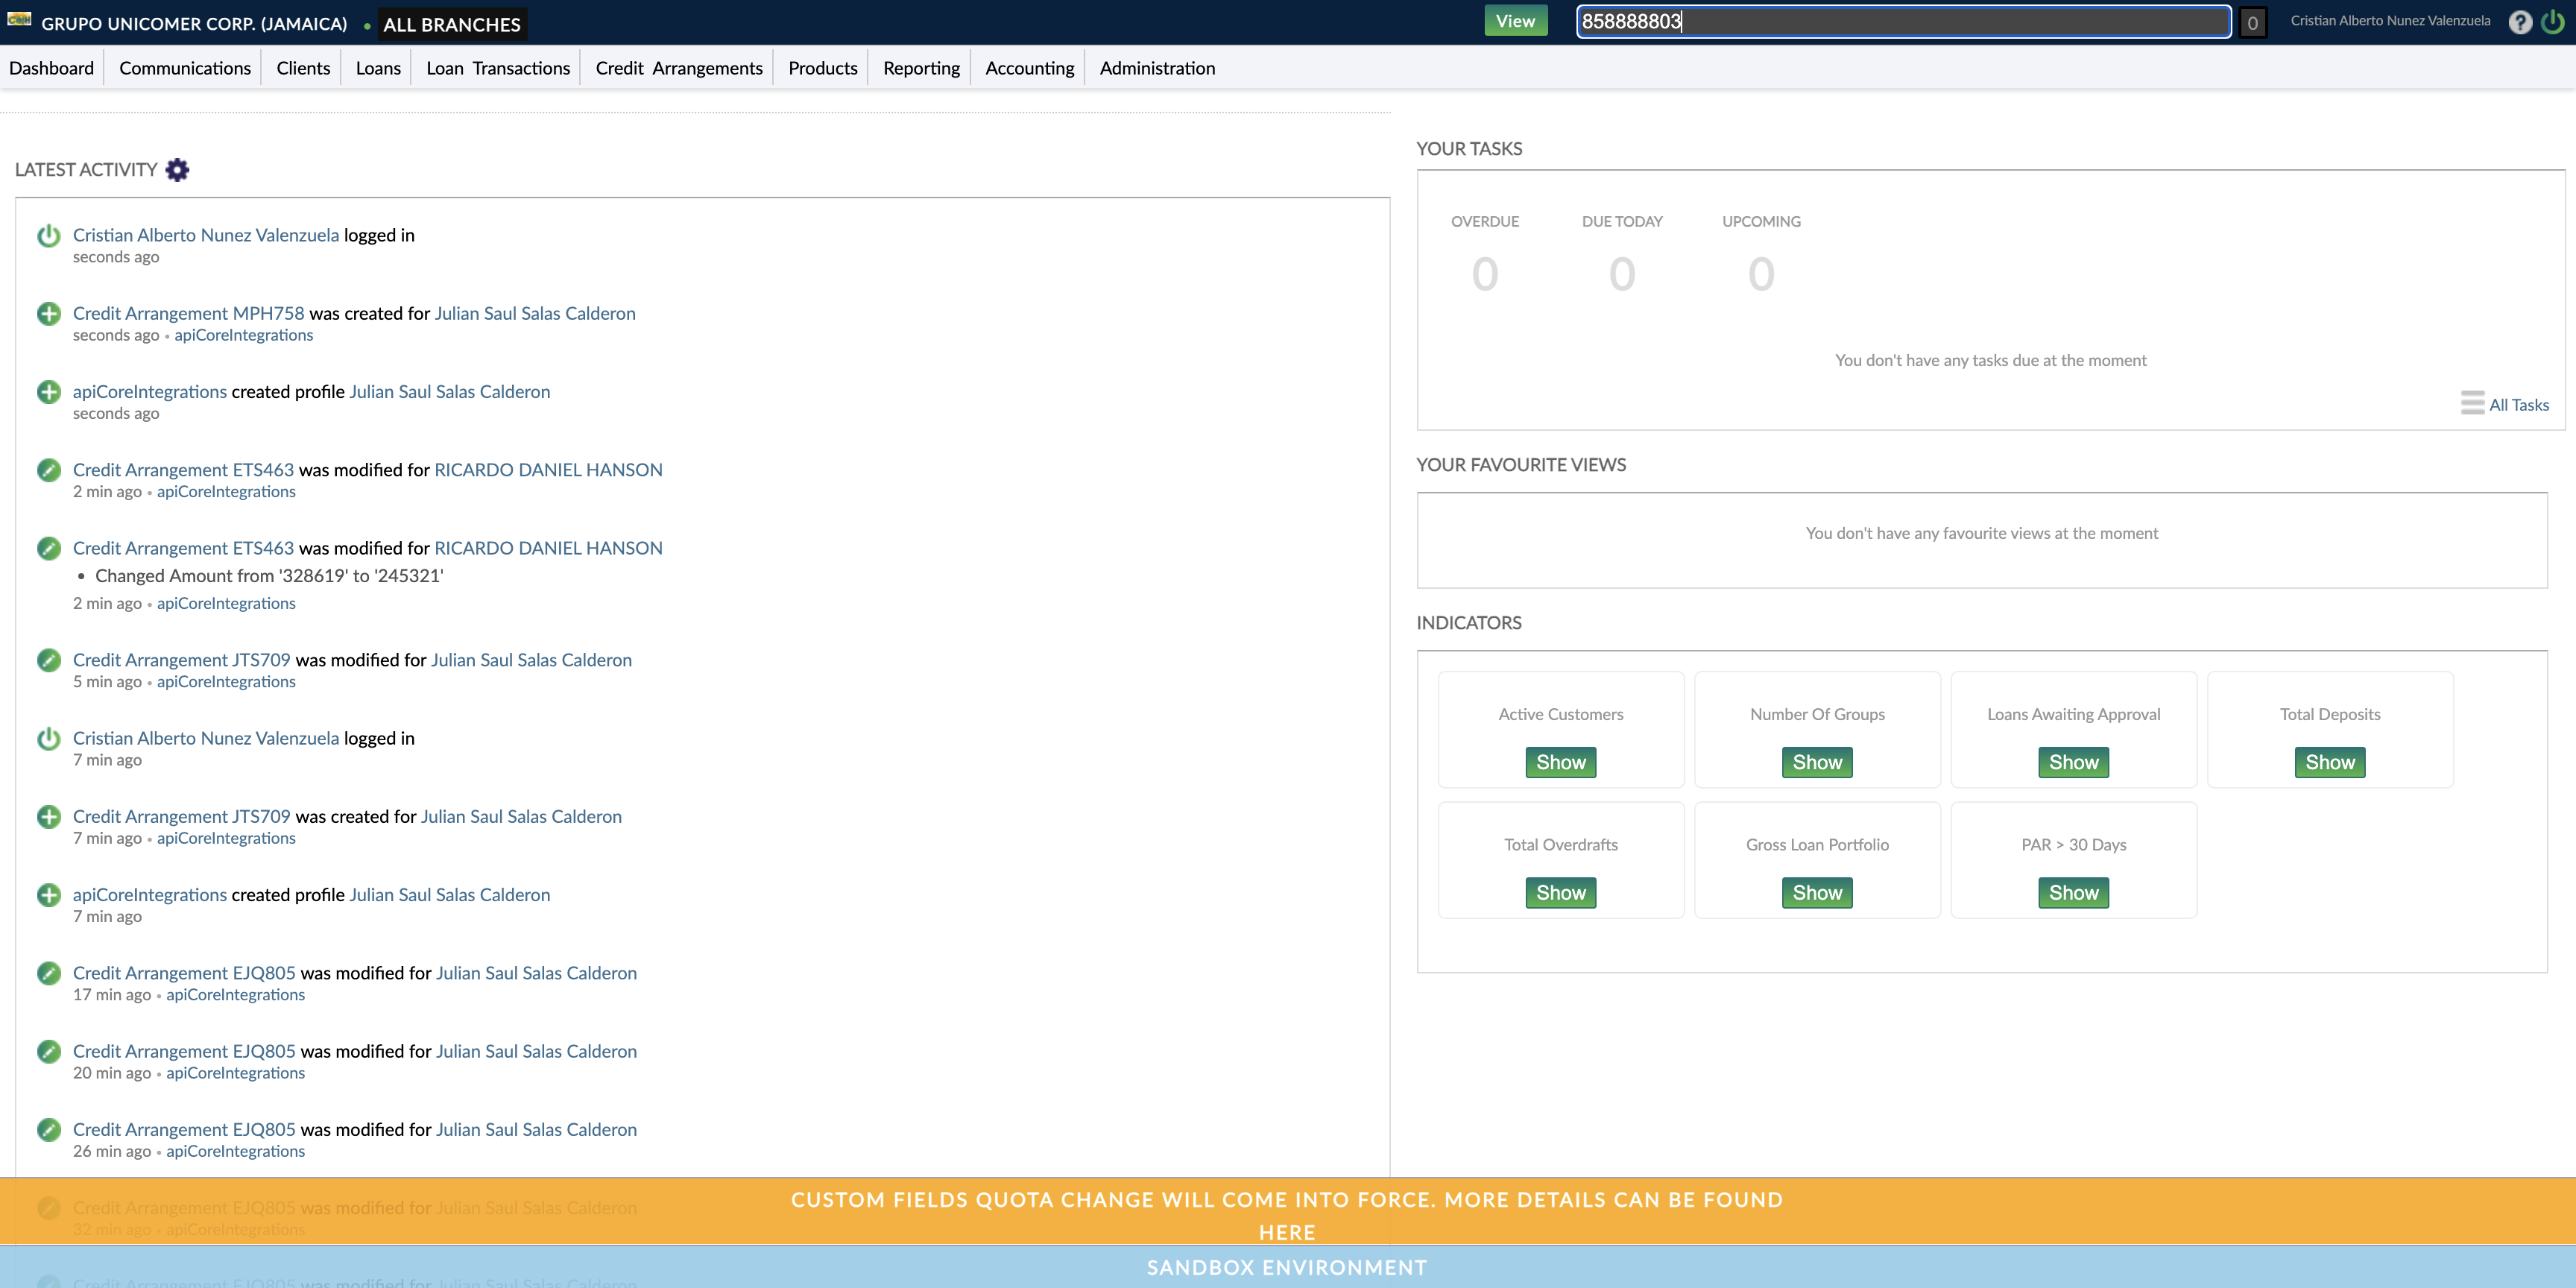 GRUPO UNICOMER CORP. (JAMAICA) • ALL BRANCHES
View
858888803
0
Cristian Alberto Nunez Valenzuela
?
Dashboard
Communications
Clients
Loans
Loan Transactions
Credit Arrangements
Products
Reporting
Accounting
Administration
LATEST ACTIVITY
Cristian Alberto Nunez Valenzuela logged in
seconds ago
Credit Arrangement MPH758 was created for Julian Saul Salas Calderon
seconds ago • apiCoreIntegrations
apiCoreIntegrations created profile Julian Saul Salas Calderon
seconds ago
Credit Arrangement ETS463 was modified for RICARDO DANIEL HANSON
2 min ago • apiCoreIntegrations
Credit Arrangement ETS463 was modified for RICARDO DANIEL HANSON
• Changed Amount from '328619' to '245321'
2 min ago • apiCoreIntegrations
Credit Arrangement JTS709 was modified for Julian Saul Salas Calderon
5 min ago • apiCoreIntegrations
Cristian Alberto Nunez Valenzuela logged in
7 min ago
Credit Arrangement JTS709 was created for Julian Saul Salas Calderon
7 min ago • apiCoreIntegrations
apiCoreIntegrations created profile Julian Saul Salas Calderon
7 min ago
Credit Arrangement EJQ805 was modified for Julian Saul Salas Calderon
17 min ago • apiCoreIntegrations
Credit Arrangement EJQ805 was modified for Julian Saul Salas Calderon
20 min ago • apiCoreIntegrations
Credit Arrangement EJQ805 was modified for Julian Saul Salas Calderon
26 min ago • apiCoreIntegrations
Credit Arrangement EJQ805 was modified for Julian Saul Salas Calderon
32 min ago • apiCoreIntegrations
Credit Arrangement EJQ805 was modified for Julian Saul Salas Calderon
YOUR TASKS
OVERDUE
DUE TODAY
UPCOMING
0
0
0
You don't have any tasks due at the moment
All Tasks
YOUR FAVOURITE VIEWS
You don't have any favourite views at the moment
INDICATORS
Active Customers
Show
Number Of Groups
Show
Loans Awaiting Approval
Show
Total Deposits
Show
Total Overdrafts
Show
Gross Loan Portfolio
Show
PAR > 30 Days
Show
CUSTOM FIELDS QUOTA CHANGE WILL COME INTO FORCE. MORE DETAILS CAN BE FOUND
HERE
SANDBOX ENVIRONMENT